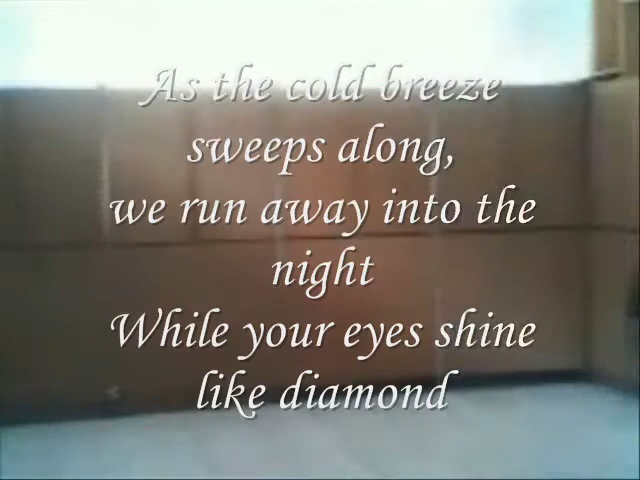 As the cold breeze
sweeps along,
we run away into the
night
While your eyes shine
like diamond